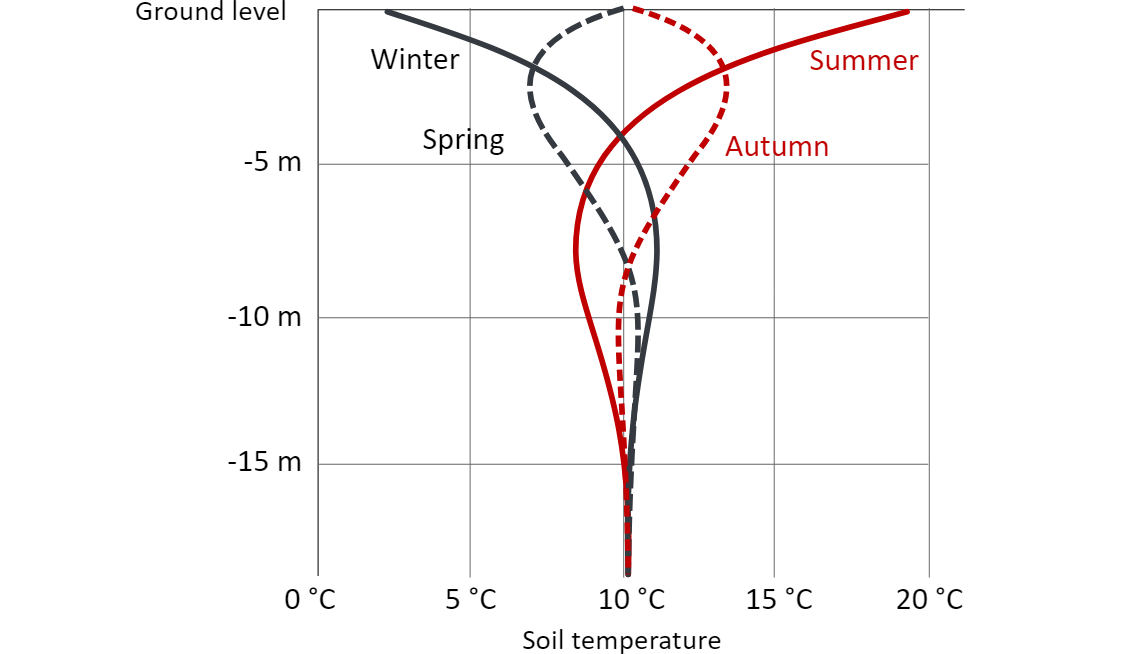 Ground level
Winter
Summer
Spring
Autumn
-5 m
-10 m
-15 m
0 °C
5 °C
10 °C
15 °C
20 °C
Soil temperature